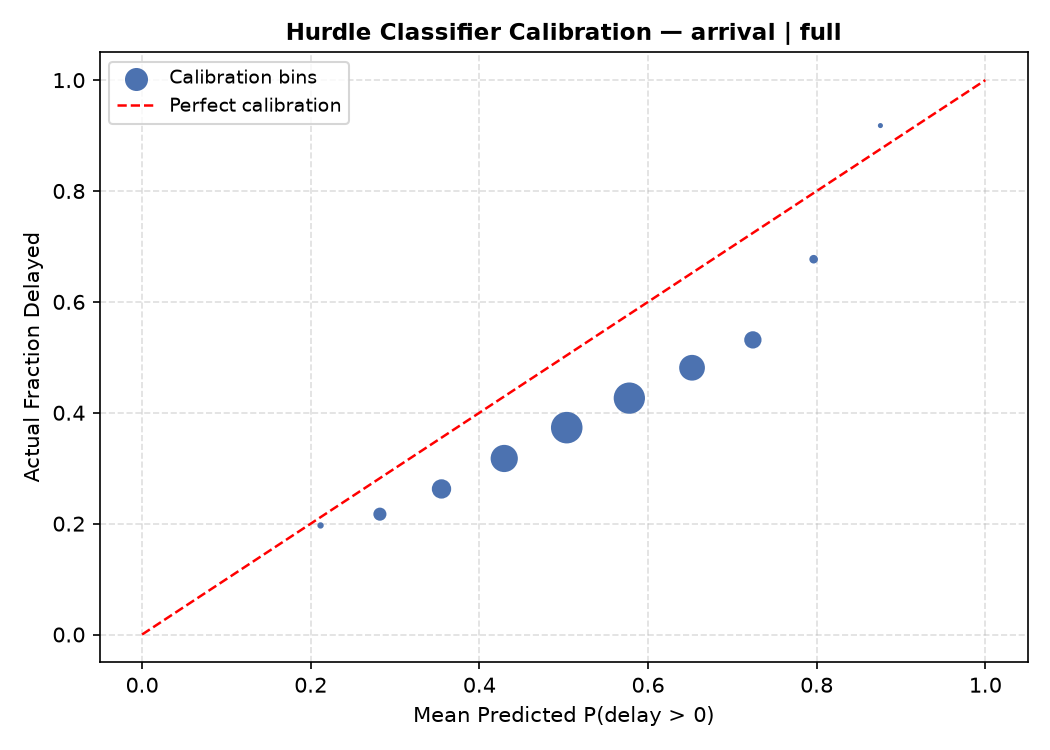 Hurdle Classifier Calibration — arrival | full
Calibration bins
Perfect calibration
1.0
0.8
0.6
0.4
0.2
0.0
Actual Fraction Delayed
0.0 0.2 0.4 0.6 0.8 1.0
Mean Predicted P(delay > 0)